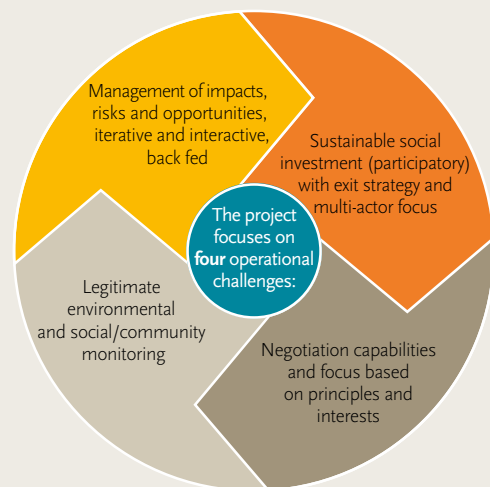 Management of impacts,
risks and opportunities,
iterative and interactive,
back fed
Sustainable social
investment (participatory)
with exit strategy and
multi-actor focus
The project
focuses on
four operational
challenges:
Legitimate
environmental
and social/community
monitoring
Negotiation capabilities
and focus based
on principles and
interests